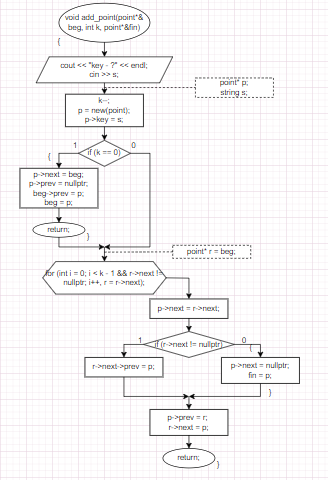 void add_point(point*&
beg, int k, point*&fin)
{
cout << "key - ?" << endl;
cin >> s;
point* p;
string s;
k--;
p = new(point);
p->key = s;
1
if (k == 0)
0
{
p->next = beg;
p->prev = nullptr;
beg->prev = p;
beg = p;
return;
}
point* r = beg;
for (int i = 0; i < k - 1 && r->next !=
nullptr; i++, r = r->next);
p->next = r->next;
1
if (r->next != nullptr)
0
{
r->next->prev = p;
p->next = nullptr;
fin = p;
}
p->prev = r;
r->next = p;
return;
}